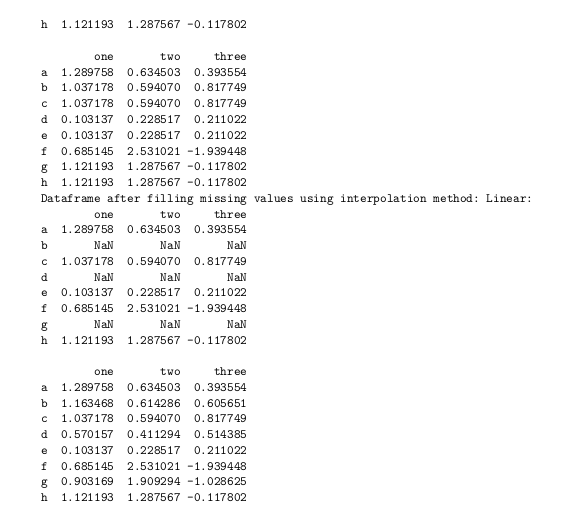 h 1.121193 1.287567 -0.117802
one two three
a 1.289758 0.634503 0.393554
b 1.037178 0.594070 0.817749
c 1.037178 0.594070 0.817749
d 0.103137 0.228517 0.211022
e 0.103137 0.228517 0.211022
f 0.685145 2.531021 -1.939448
g 1.121193 1.287567 -0.117802
h 1.121193 1.287567 -0.117802
Dataframe after filling missing values using interpolation method: Linear:
one two three
a 1.289758 0.634503 0.393554
b NaN NaN NaN
c 1.037178 0.594070 0.817749
d NaN NaN NaN
e 0.103137 0.228517 0.211022
f 0.685145 2.531021 -1.939448
g NaN NaN NaN
h 1.121193 1.287567 -0.117802
one two three
a 1.289758 0.634503 0.393554
b 1.163468 0.614286 0.605651
c 1.037178 0.594070 0.817749
d 0.570157 0.411294 0.514385
e 0.103137 0.228517 0.211022
f 0.685145 2.531021 -1.939448
g 0.903169 1.909294 -1.028625
h 1.121193 1.287567 -0.117802